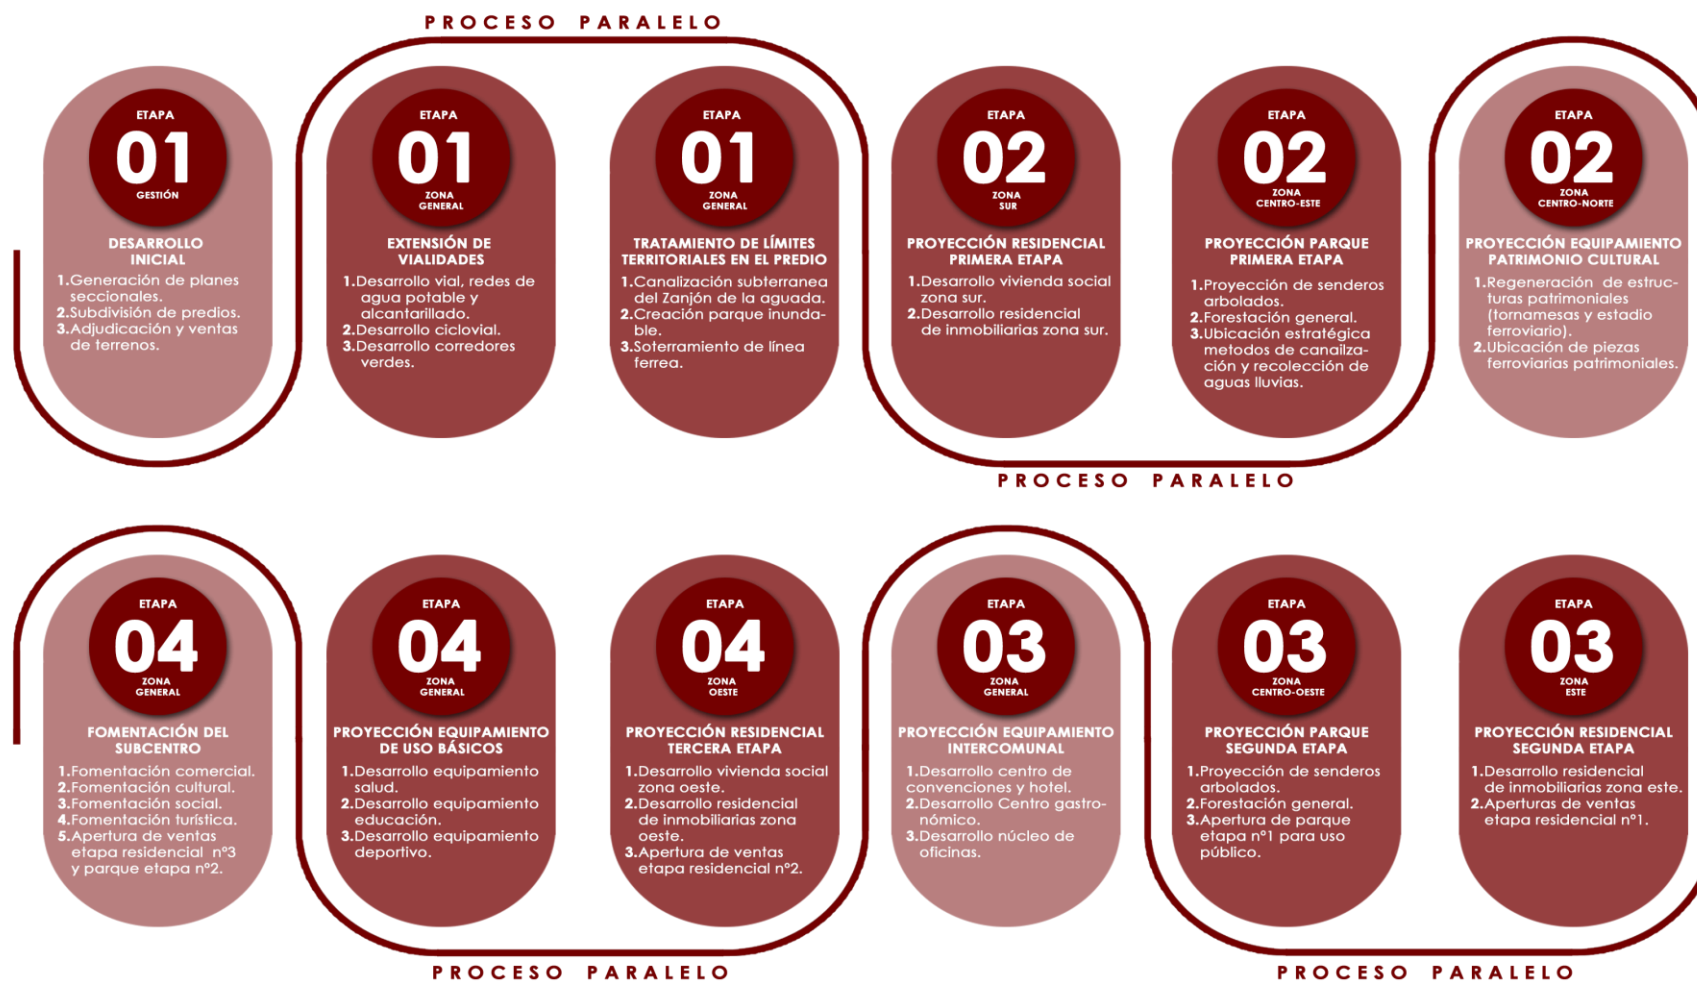 PROCESO PARALELO
ETAPA
01
GESTIÓN
DESARROLLO
INICIAL
1.Generación de planes
seccionales.
2.Subdivisión de predios.
3.Adjudicación y ventas
de terrenos.
ETAPA
01
ZONA
GENERAL
EXTENSIÓN DE
VIALIDADES
1.Desarrollo vial, redes de
agua potable y
alcantarillado.
2.Desarrollo ciclovial.
3.Desarrollo corredores
verdes.
ETAPA
01
ZONA
GENERAL
TRATAMIENTO DE LÍMITES
TERRITORIALES EN EL PREDIO
1.Canalización subterranea
del Zanjón de la aguada.
2.Creación parque inunda-
ble.
3.Soterramiento de línea
ferrea.
ETAPA
02
ZONA
SUR
PROYECCIÓN RESIDENCIAL
PRIMERA ETAPA
1.Desarrollo vivienda social
zona sur.
2.Desarrollo residencial
de inmobiliarias zona sur.
ETAPA
02
ZONA
CENTRO-ESTE
PROYECCIÓN PARQUE
PRIMERA ETAPA
1.Proyección de senderos
arbolados.
2.Forestación general.
3.Ubicación estratégica
metodos de canailza-
ción y recolección de
aguas lluvias.
ETAPA
02
ZONA
CENTRO-NORTE
PROYECCIÓN EQUIPAMIENTO
PATRIMONIO CULTURAL
1.Regeneración de estruc-
turas patrimoniales
(tornamesas y estadio
ferroviario).
2.Ubicación de piezas
ferroviarias patrimoniales.
PROCESO PARALELO
ETAPA
04
ZONA
GENERAL
FOMENTACIÓN DEL
SUBCENTRO
1.Fomentación comercial.
2.Fomentación cultural.
3.Fomentación social.
4.Fomentación turística.
5.Apertura de ventas
etapa residencial nº3
y parque etapa nº2.
ETAPA
04
ZONA
GENERAL
PROYECCIÓN EQUIPAMIENTO
DE USO BÁSICOS
1.Desarrollo equipamiento
salud.
2.Desarrollo equipamiento
educación.
3.Desarrollo equipamiento
deportivo.
ETAPA
04
ZONA
OESTE
PROYECCIÓN RESIDENCIAL
TERCERA ETAPA
1.Desarrollo vivienda social
zona oeste.
2.Desarrollo residencial
de inmobiliarias zona
oeste.
3.Apertura de ventas
etapa residencial nº2.
ETAPA
03
ZONA
GENERAL
PROYECCIÓN EQUIPAMIENTO
INTERCOMUNAL
1.Desarrollo centro de
convenciones y hotel.
2.Desarrollo Centro gastro-
nómico.
3.Desarrollo núcleo de
oficinas.
ETAPA
03
ZONA
CENTRO-OESTE
PROYECCIÓN PARQUE
SEGUNDA ETAPA
1.Proyección de senderos
arbolados.
2.Forestación general.
3.Apertura de parque
etapa nº1 para uso
público.
ETAPA
03
ZONA
ESTE
PROYECCIÓN RESIDENCIAL
SEGUNDA ETAPA
1.Desarrollo residencial
de inmobiliarias zona este.
2.Aperturas de ventas
etapa residencial nº1.
PROCESO PARALELO
PROCESO PARALELO